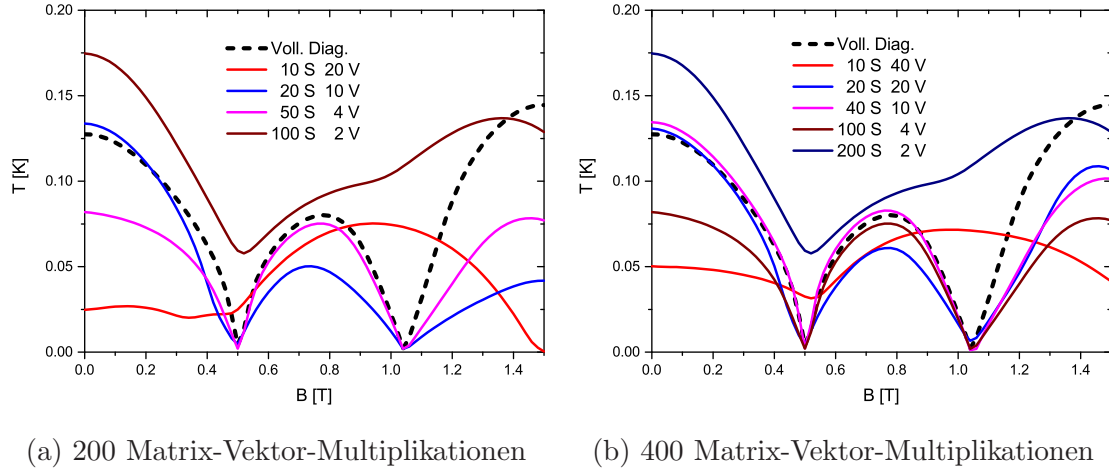 0.20
0.15
0.10
0.05
0.00
T [K]
Voll. Diag.
10 S 20 V
20 S 10 V
50 S 4 V
100 S 2 V
0.0 0.2 0.4 0.6 0.8 1.0 1.2 1.4
B [T]
(a) 200 Matrix-Vektor-Multiplikationen
0.20
0.15
0.10
0.05
0.00
T [K]
Voll. Diag.
10 S 40 V
20 S 20 V
40 S 10 V
100 S 4 V
200 S 2 V
0.0 0.2 0.4 0.6 0.8 1.0 1.2 1.4
B [T]
(b) 400 Matrix-Vektor-Multiplikationen